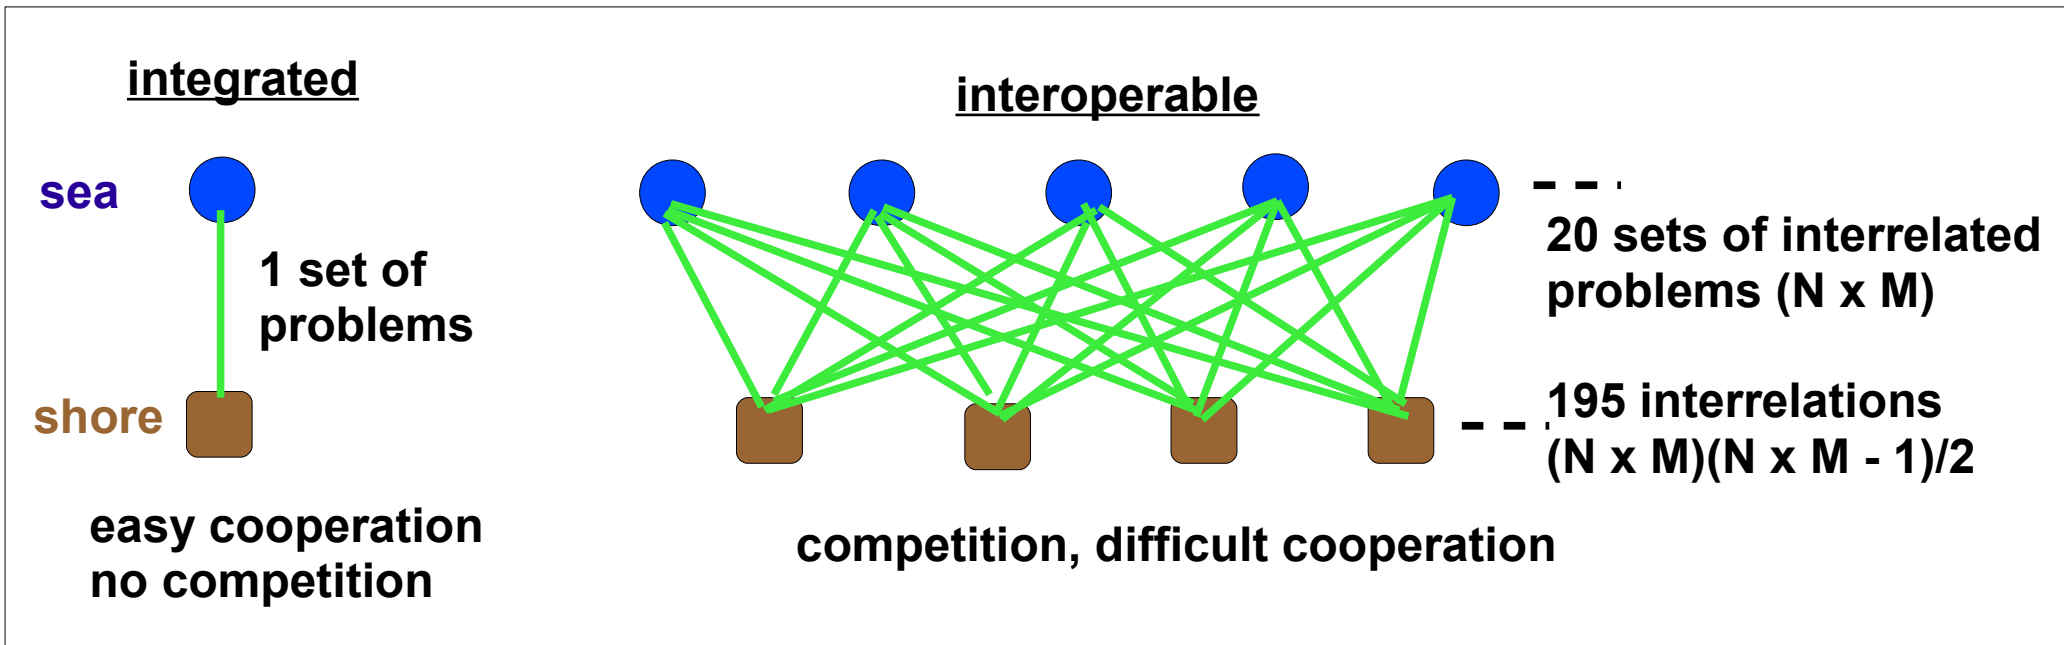 integrated
sea
1 set of
problems
shore
easy cooperation
no competition
interoperable
20 sets of interrelated
problems (N x M)
195 interrelations
(N x M)(N x M - 1)/2
competition, difficult cooperation